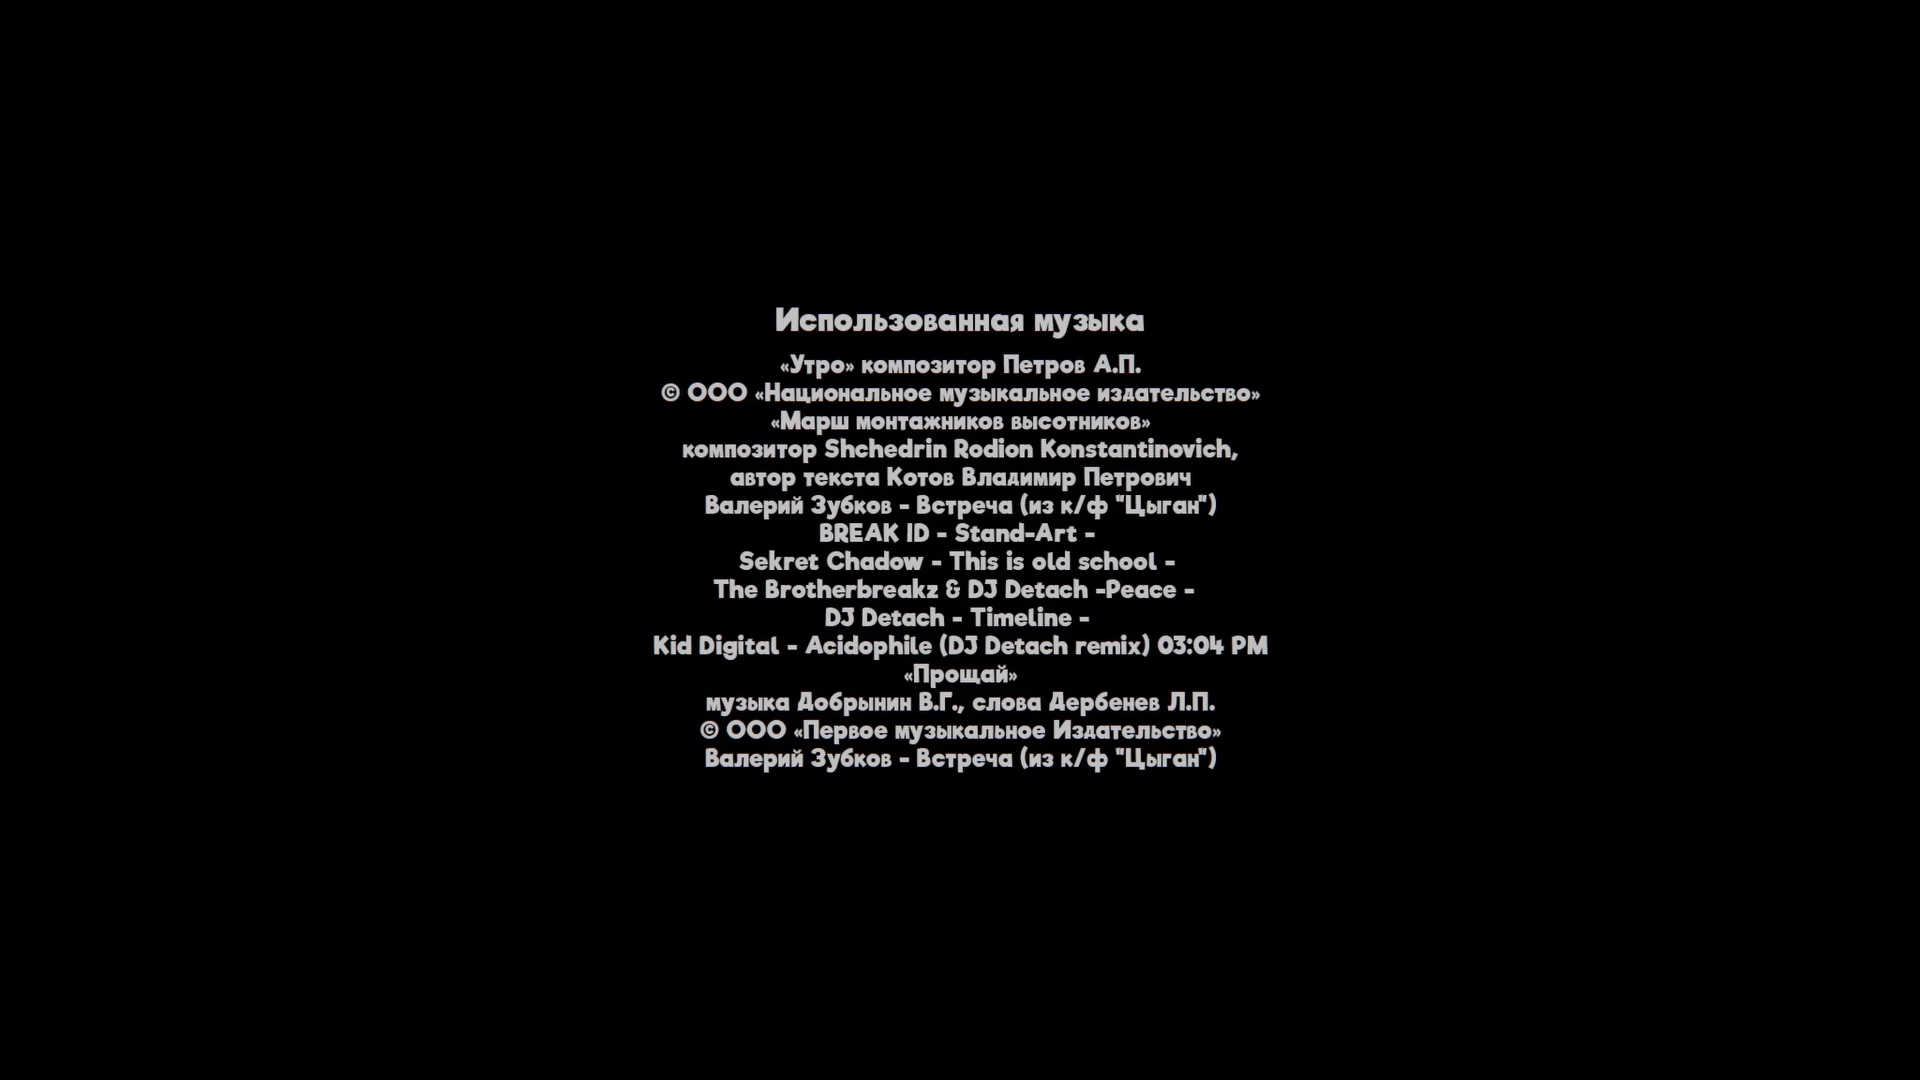 Использованная музыка
«Утро» композитор Петров А.П.
© ООО «Национальное музыкальное издательство»
«Марш монтажников высотников»
композитор Shchedrin Rodion Konstantinovich,
автор текста Котов Владимир Петрович
Валерий Зубков - Встреча (из к/ф "Цыган")
BREAK ID - Stand-Art -
Sekret Chadow - This is old school -
The Brotherbreakz & DJ Detach -Peace -
DJ Detach - Timeline -
Kid Digital - Acidophile (DJ Detach remix) 03:04 PM
«Прощай»
музыка Добрынин В.Г., слова Дербенев Л.П.
© ООО «Первое музыкальное Издательство»
Валерий Зубков - Встреча (из к/ф "Цыган")